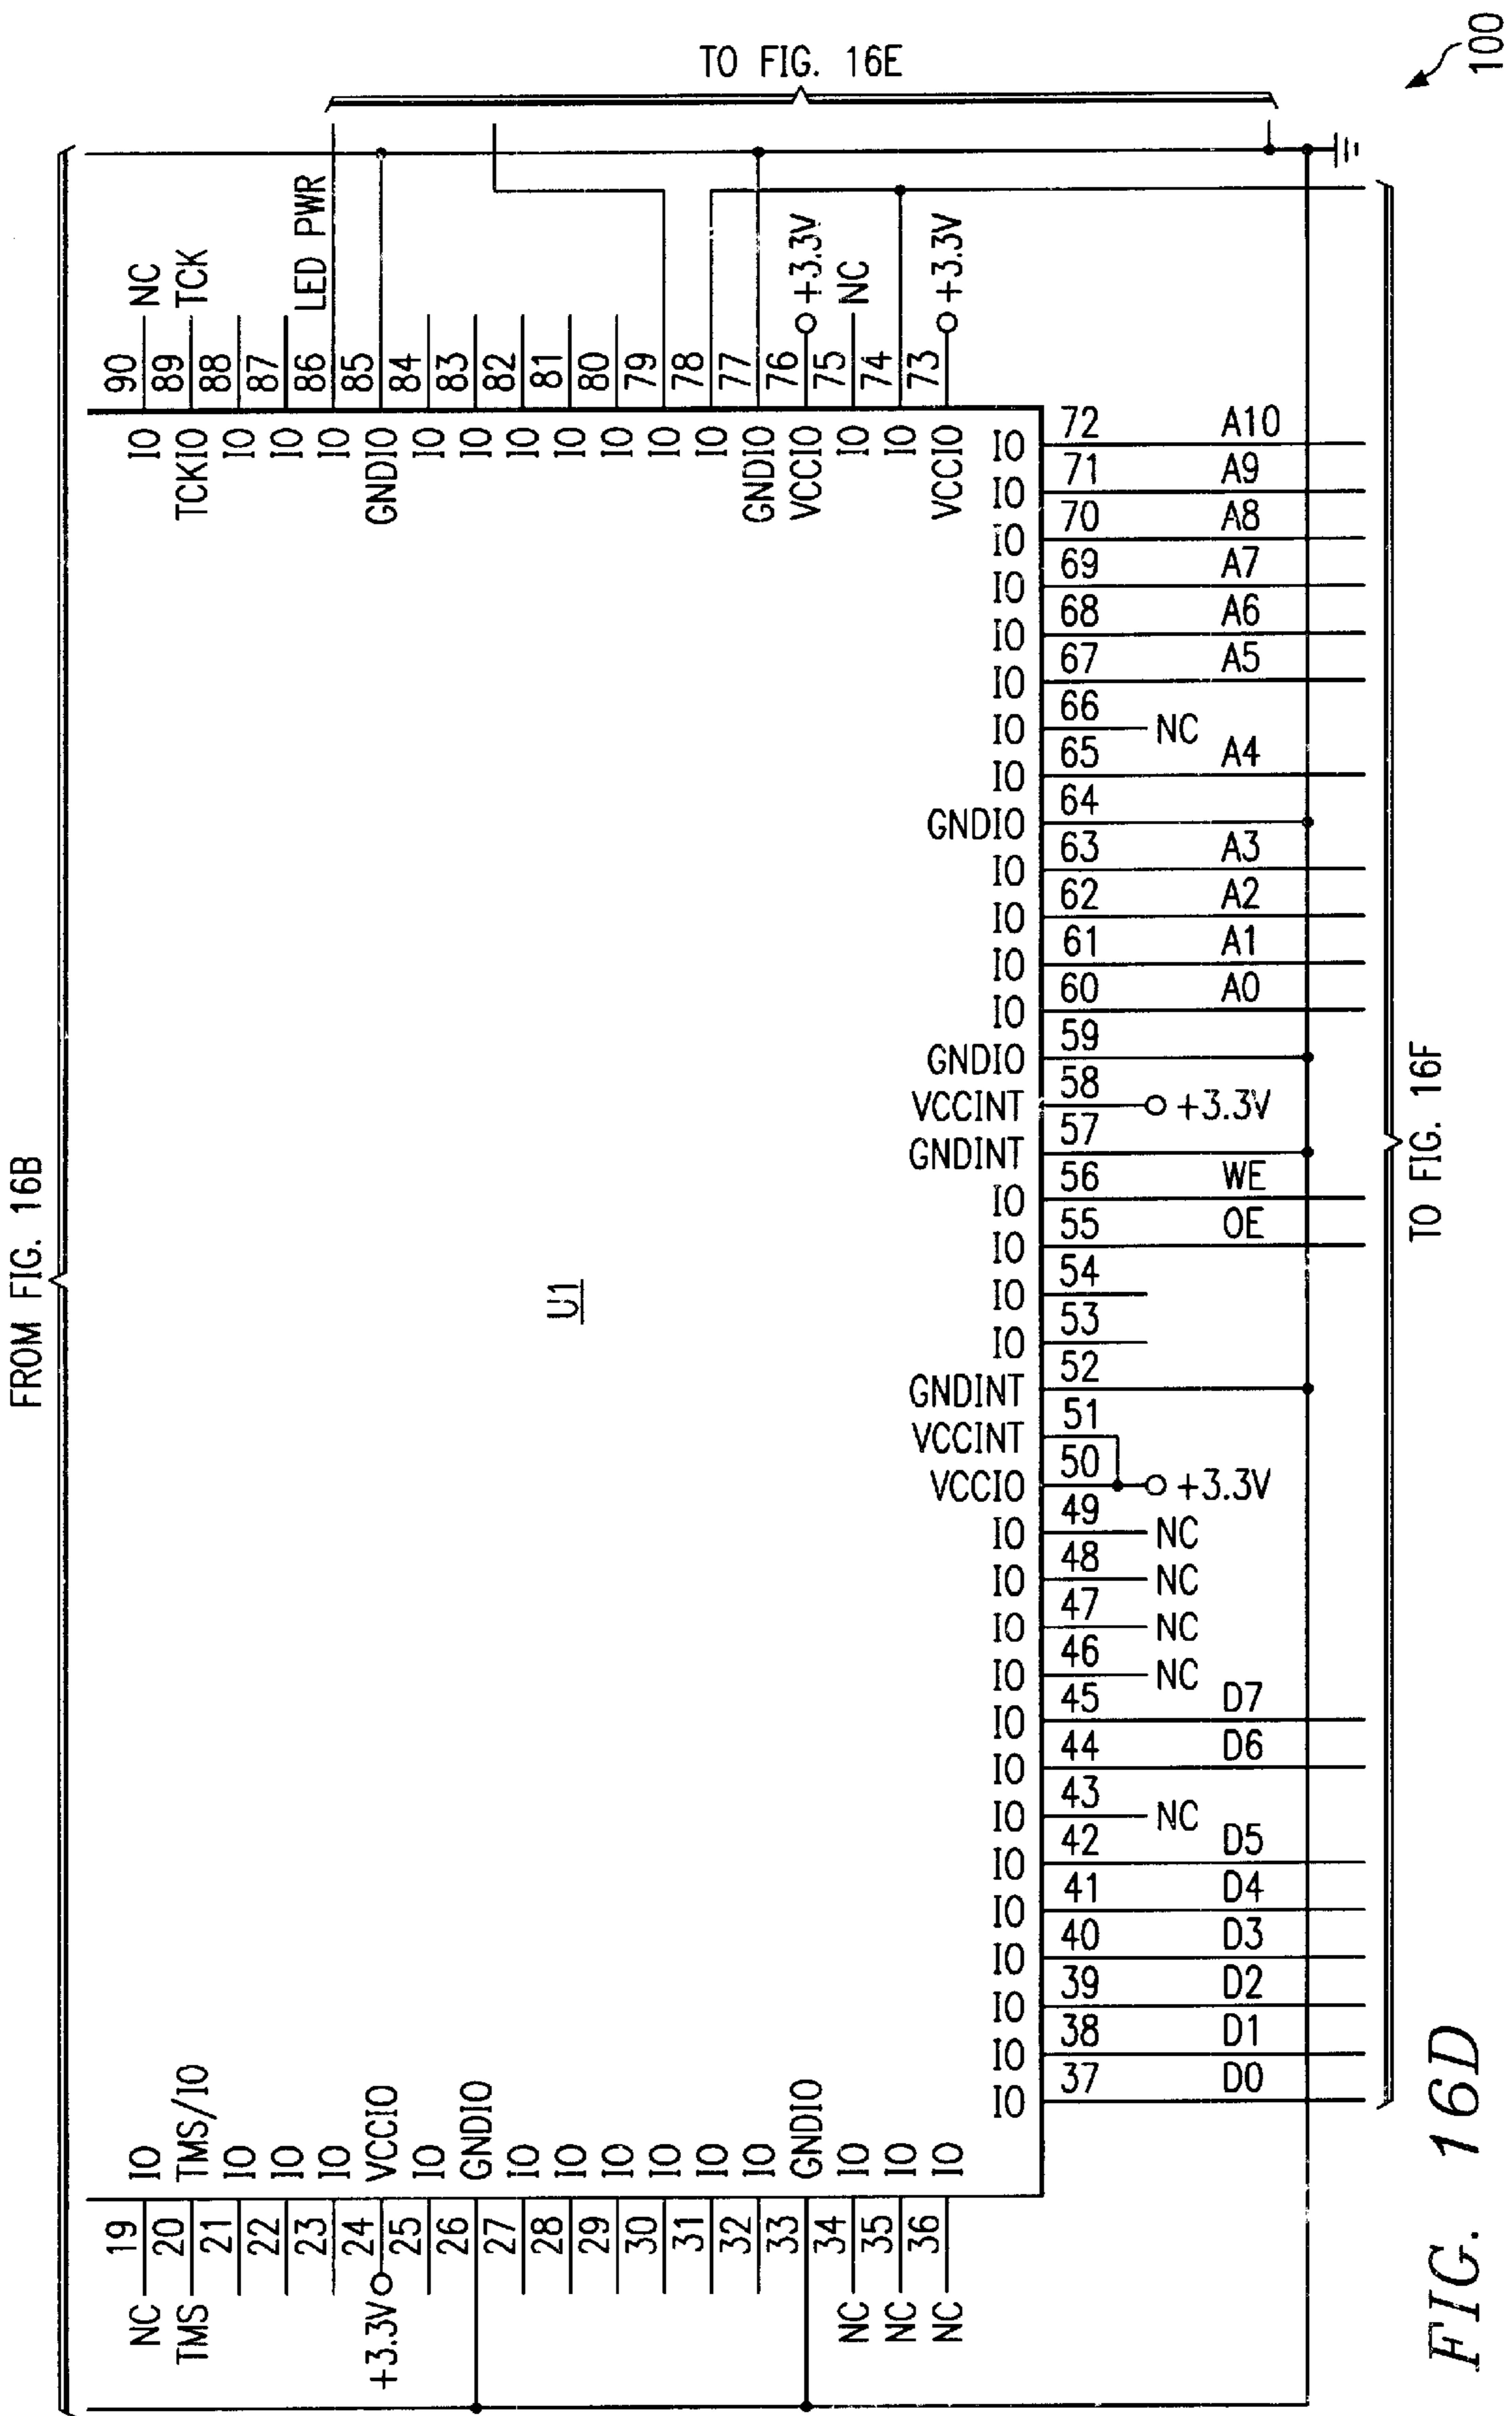 FROM FIG. 16B
TO FIG. 16E
100
NC 19 IO
TMS 20 TMS/IO
21 IO
22 IO
23 IO
+3.3V 24 VCCIO
25 IO
26 GNDIO
27 IO
28 IO
29 IO
30 IO
31 IO
32 IO
33 GNDIO
NC 34 IO
NC 35 IO
NC 36 IO
U1
IO 90 NC
TCKIO 89 TCK
IO 88
IO 87
IO 86 LED PWR
GNDIO 85
IO 84
IO 83
IO 82
IO 81
IO 80
IO 79
IO 78
GNDIO 77
VCCIO 76 +3.3V
IO 75 NC
IO 74
VCCIO 73 +3.3V
IO 72 A10
IO 71 A9
IO 70 A8
IO 69 A7
IO 68 A6
IO 67 A5
IO 66 NC
IO 65 A4
GNDIO 64
IO 63 A3
IO 62 A2
IO 61 A1
IO 60 A0
GNDIO 59
VCCINT 58 +3.3V
GNDINT 57
IO 56 WE
IO 55 OE
IO 54
IO 53
GNDINT 52
VCCINT 51
VCCIO 50 +3.3V
IO 49 NC
IO 48 NC
IO 47 NC
IO 46 NC
IO 45 D7
IO 44 D6
IO 43 NC
IO 42 D5
IO 41 D4
IO 40 D3
IO 39 D2
IO 38 D1
IO 37 D0
TO FIG. 16F
FIG. 16D